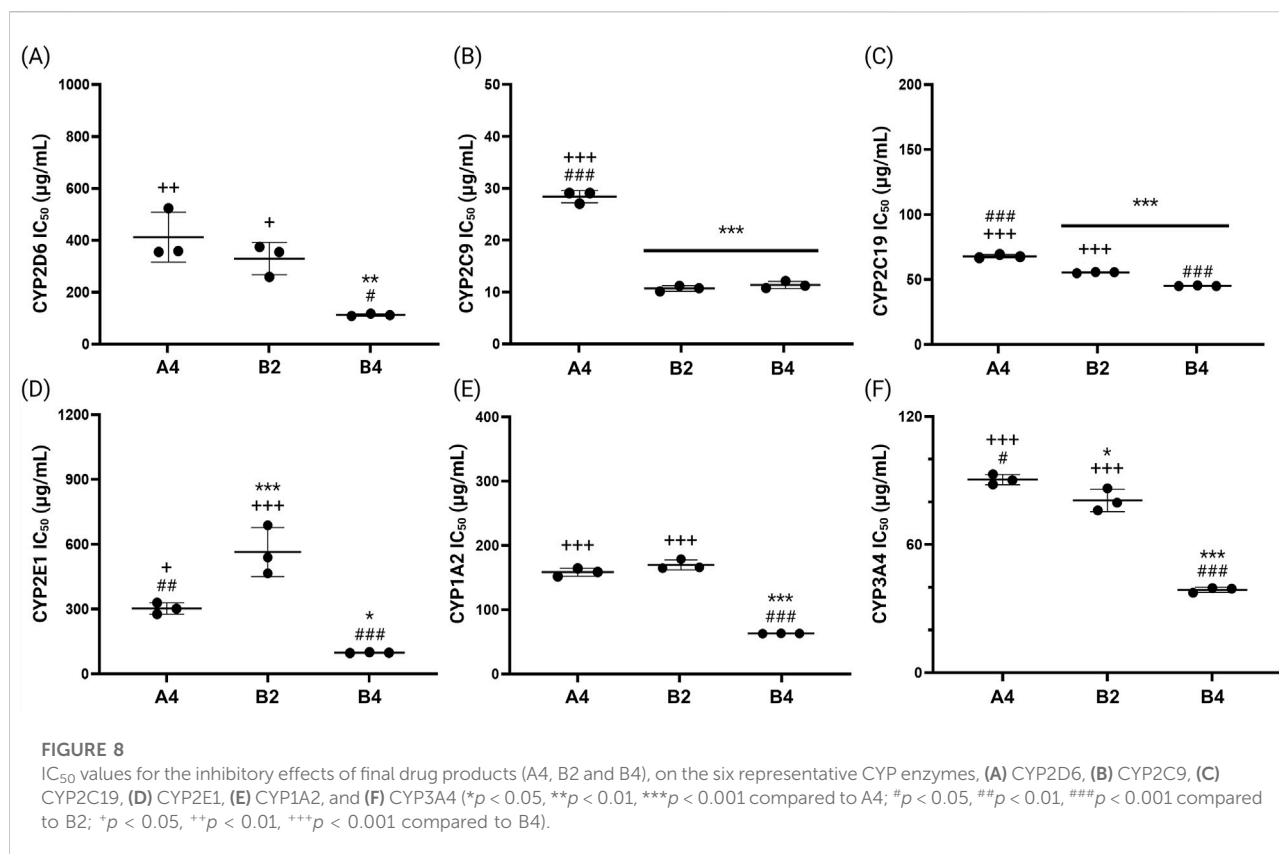 (A)
CYP2D6 IC₅₀ (µg/mL)
1000
800
600
400
200
0
++
+
**
#
A4
B2
B4
(B)
CYP2C9 IC₅₀ (µg/mL)
50
40
30
20
10
0
+++
###
***
A4
B2
B4
(C)
CYP2C19 IC₅₀ (µg/mL)
200
150
100
50
0
###
+++
+++
***
###
A4
B2
B4
(D)
CYP2E1 IC₅₀ (µg/mL)
1200
900
600
300
0
+
##
***
+++
*
###
A4
B2
B4
(E)
CYP1A2 IC₅₀ (µg/mL)
400
300
200
100
0
+++
+++
***
###
A4
B2
B4
(F)
CYP3A4 IC₅₀ (µg/mL)
120
60
0
+++
#
*
+++
***
###
A4
B2
B4
FIGURE 8
IC₅₀ values for the inhibitory effects of final drug products (A4, B2 and B4), on the six representative CYP enzymes, (A) CYP2D6, (B) CYP2C9, (C)
CYP2C19, (D) CYP2E1, (E) CYP1A2, and (F) CYP3A4 (*p < 0.05, **p < 0.01, ***p < 0.001 compared to A4; #p < 0.05, ##p < 0.01, ###p < 0.001 compared
to B2; +p < 0.05, ++p < 0.01, +++p < 0.001 compared to B4).